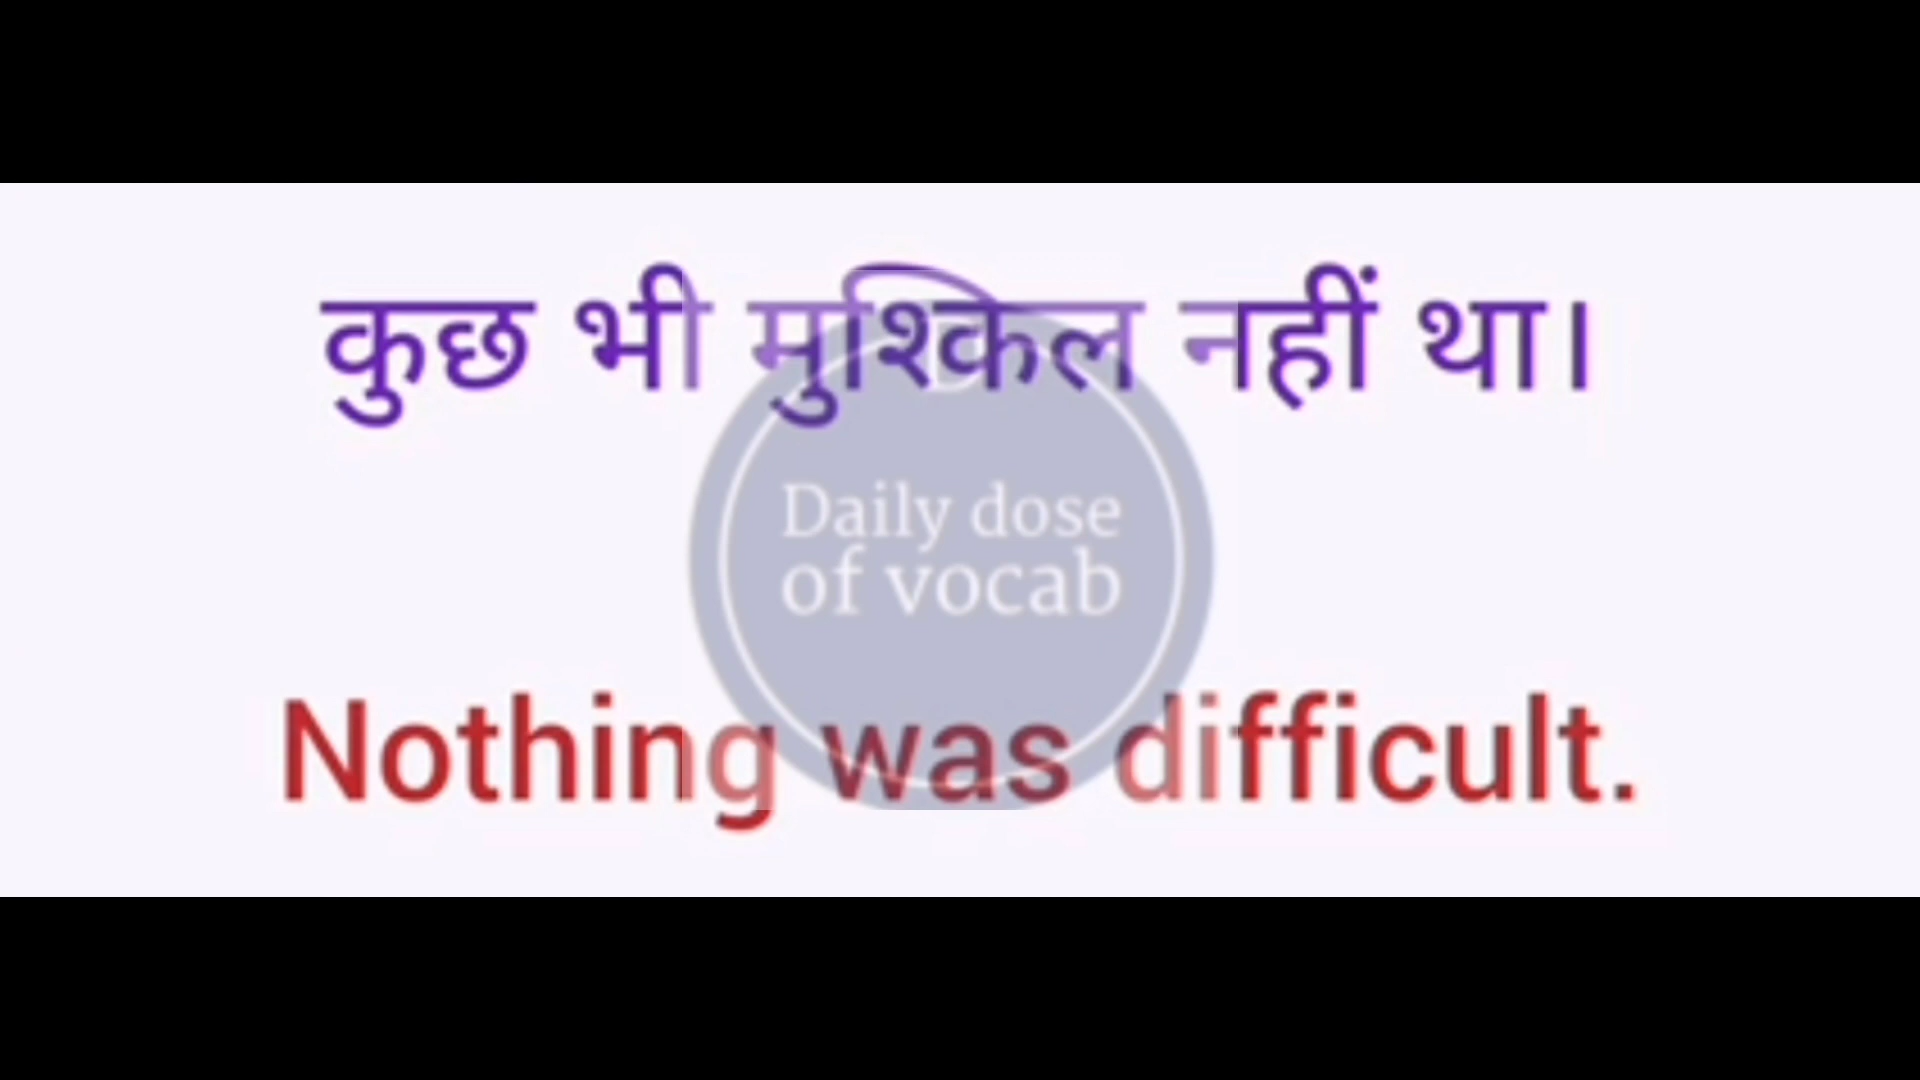 कुछ भी मुश्किल नहीं था।
Daily dose
of vocab
Nothing was difficult.